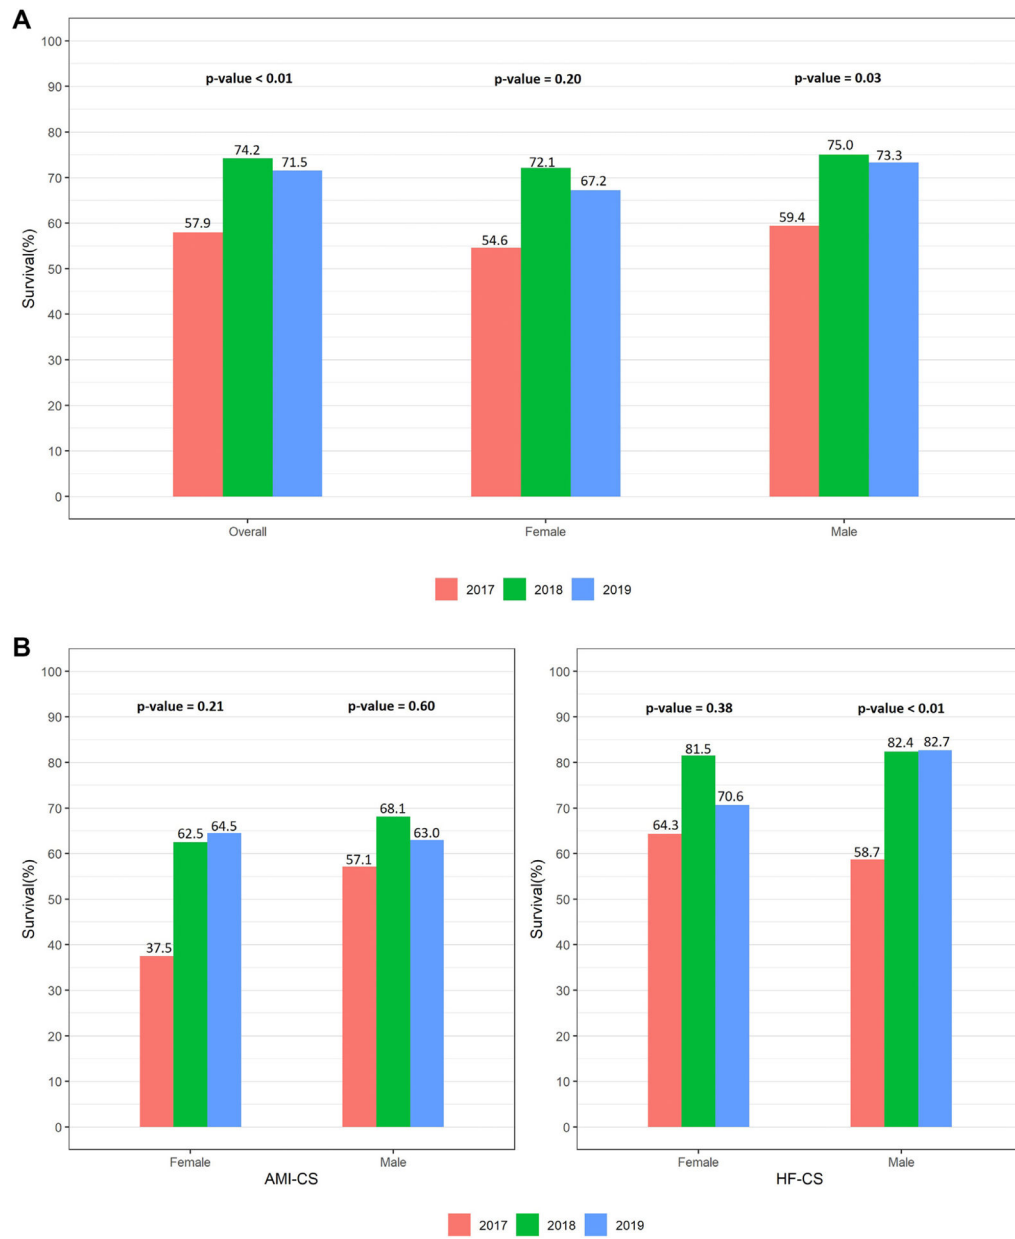 A
100
90
80
70
60
50
40
30
20
10
0
Survival(%)
p-value < 0.01
p-value = 0.20
p-value = 0.03
57.9
74.2
71.5
54.6
72.1
67.2
59.4
75.0
73.3
Overall
Female
Male
2017
2018
2019
B
100
90
80
70
60
50
40
30
20
10
0
Survival(%)
p-value = 0.21
p-value = 0.60
37.5
62.5
64.5
57.1
68.1
63.0
Female
Male
AMI-CS
100
90
80
70
60
50
40
30
20
10
0
Survival(%)
p-value = 0.38
p-value < 0.01
64.3
81.5
70.6
58.7
82.4
82.7
Female
Male
HF-CS
2017
2018
2019